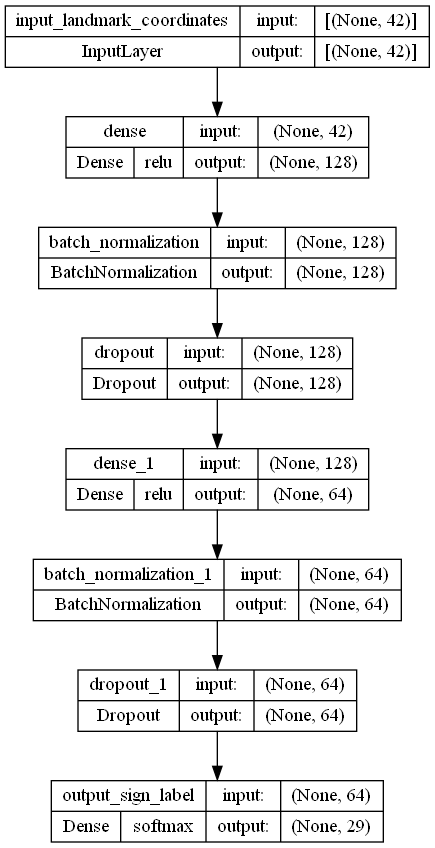 input_landmark_coordinates input: [(None, 42)]
InputLayer output: [(None, 42)]
dense input: (None, 42)
Dense relu output: (None, 128)
batch_normalization input: (None, 128)
BatchNormalization output: (None, 128)
dropout input: (None, 128)
Dropout output: (None, 128)
dense_1 input: (None, 128)
Dense relu output: (None, 64)
batch_normalization_1 input: (None, 64)
BatchNormalization output: (None, 64)
dropout_1 input: (None, 64)
Dropout output: (None, 64)
output_sign_label input: (None, 64)
Dense softmax output: (None, 29)